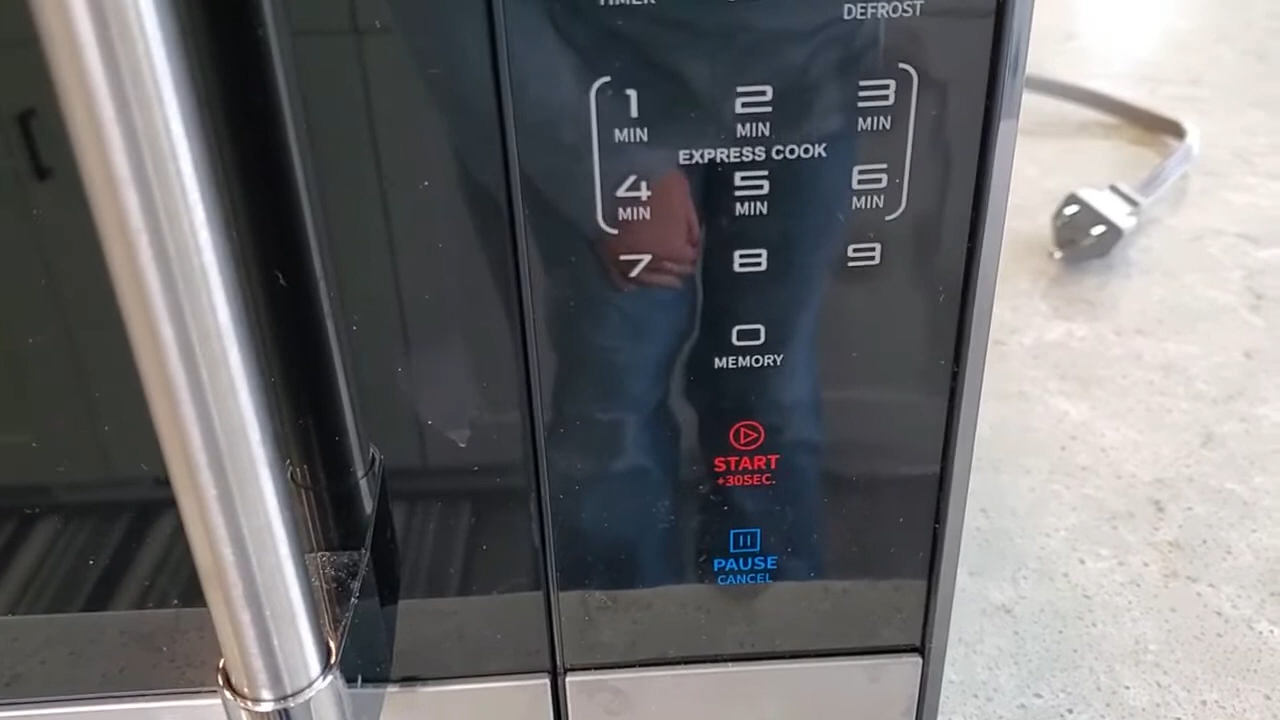 TIMER
DEFROST
1 2 3
MIN MIN MIN
EXPRESS COOK
4 5 6
MIN MIN MIN
7 8 9
0
MEMORY
START
+30SEC.
PAUSE
CANCEL